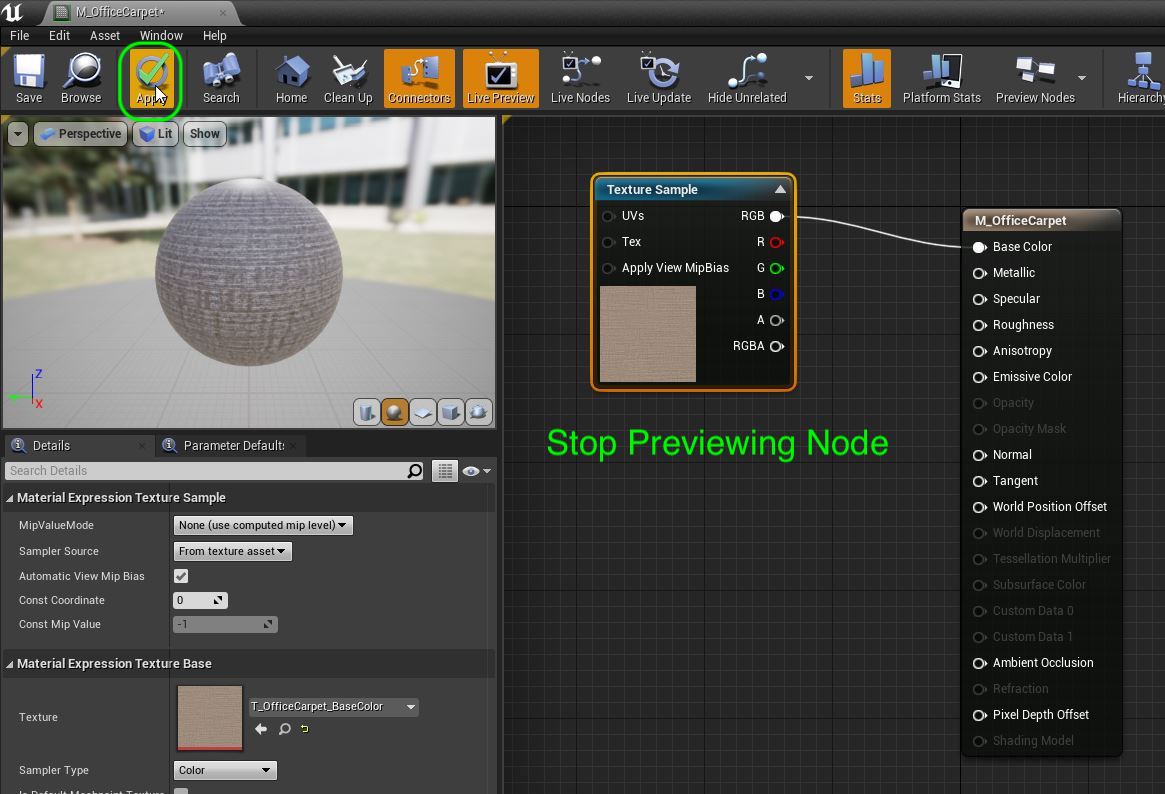 M_OfficeCarpet*
File Edit Asset Window Help
Save Browse Apply Search Home Clean Up Connectors Live Preview Live Nodes Live Update Hide Unrelated Stats Platform Stats Preview Nodes Hierarchy
Perspective Lit Show
Z
X
Texture Sample
UVs RGB
Tex R
Apply View MipBias G
B
A
RGBA
Stop Previewing Node
M_OfficeCarpet
Base Color
Metallic
Specular
Roughness
Anisotropy
Emissive Color
Opacity
Opacity Mask
Normal
Tangent
World Position Offset
World Displacement
Tessellation Multiplier
Subsurface Color
Custom Data 0
Custom Data 1
Ambient Occlusion
Refraction
Pixel Depth Offset
Shading Model
Details Parameter Default
Search Details
Material Expression Texture Sample
MipValueMode None (use computed mip level)
Sampler Source From texture asset
Automatic View Mip Bias
Const Coordinate 0
Const Mip Value -1
Material Expression Texture Base
Texture T_OfficeCarpet_BaseColor
Sampler Type Color